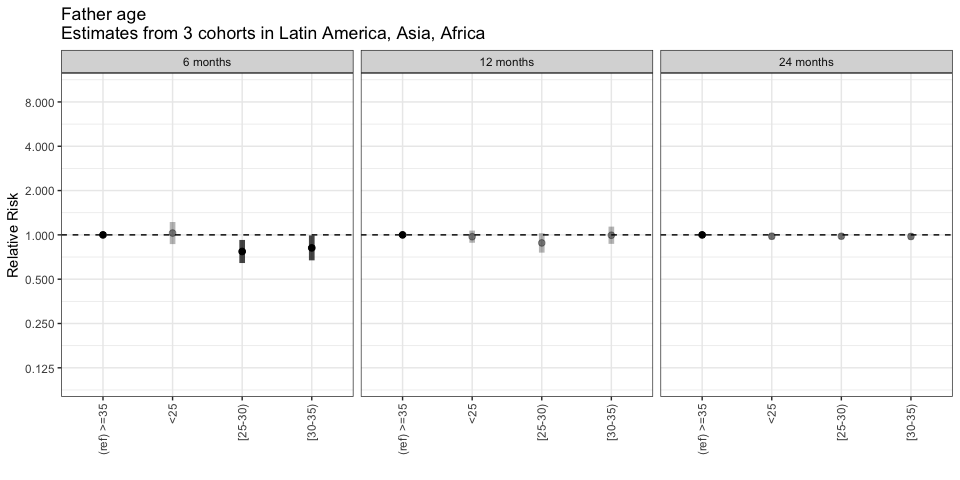 Father age
Estimates from 3 cohorts in Latin America, Asia, Africa
6 months
12 months
24 months
Relative Risk
8.000
4.000
2.000
1.000
0.500
0.250
0.125
(ref) >=35
<25
[25-30)
[30-35)
(ref) >=35
<25
[25-30)
[30-35)
(ref) >=35
<25
[25-30)
[30-35)